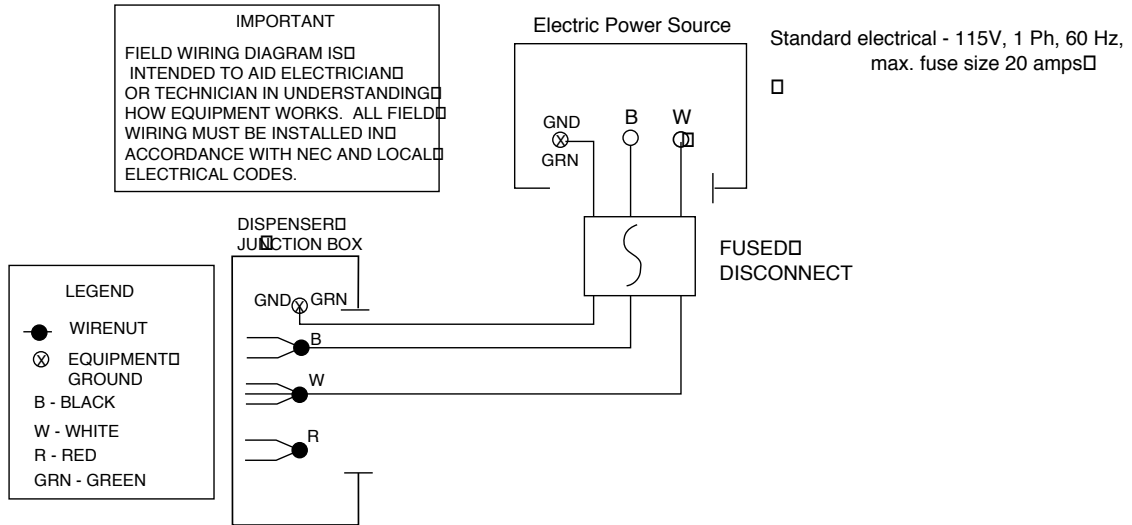 IMPORTANT
FIELD WIRING DIAGRAM IS
INTENDED TO AID ELECTRICIAN
OR TECHNICIAN IN UNDERSTANDING
HOW EQUIPMENT WORKS. ALL FIELD
WIRING MUST BE INSTALLED IN
ACCORDANCE WITH NEC AND LOCAL
ELECTRICAL CODES.
Electric Power Source
Standard electrical - 115V, 1 Ph, 60 Hz,
max. fuse size 20 amps
GND
B
W
GRN
FUSED
DISCONNECT
DISPENSER
JUNCTION BOX
GND
GRN
B
W
R
LEGEND
WIRENUT
EQUIPMENT
GROUND
B - BLACK
W - WHITE
R - RED
GRN - GREEN